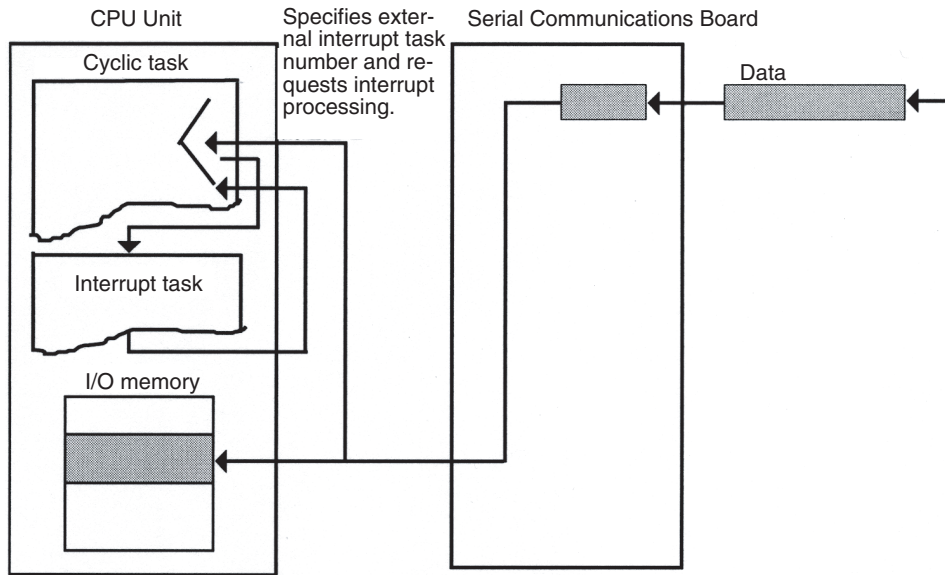 CPU Unit
Specifies exter-
nal interrupt task
number and re-
quests interrupt
processing.
Serial Communications Board
Cyclic task
Data
Interrupt task
I/O memory